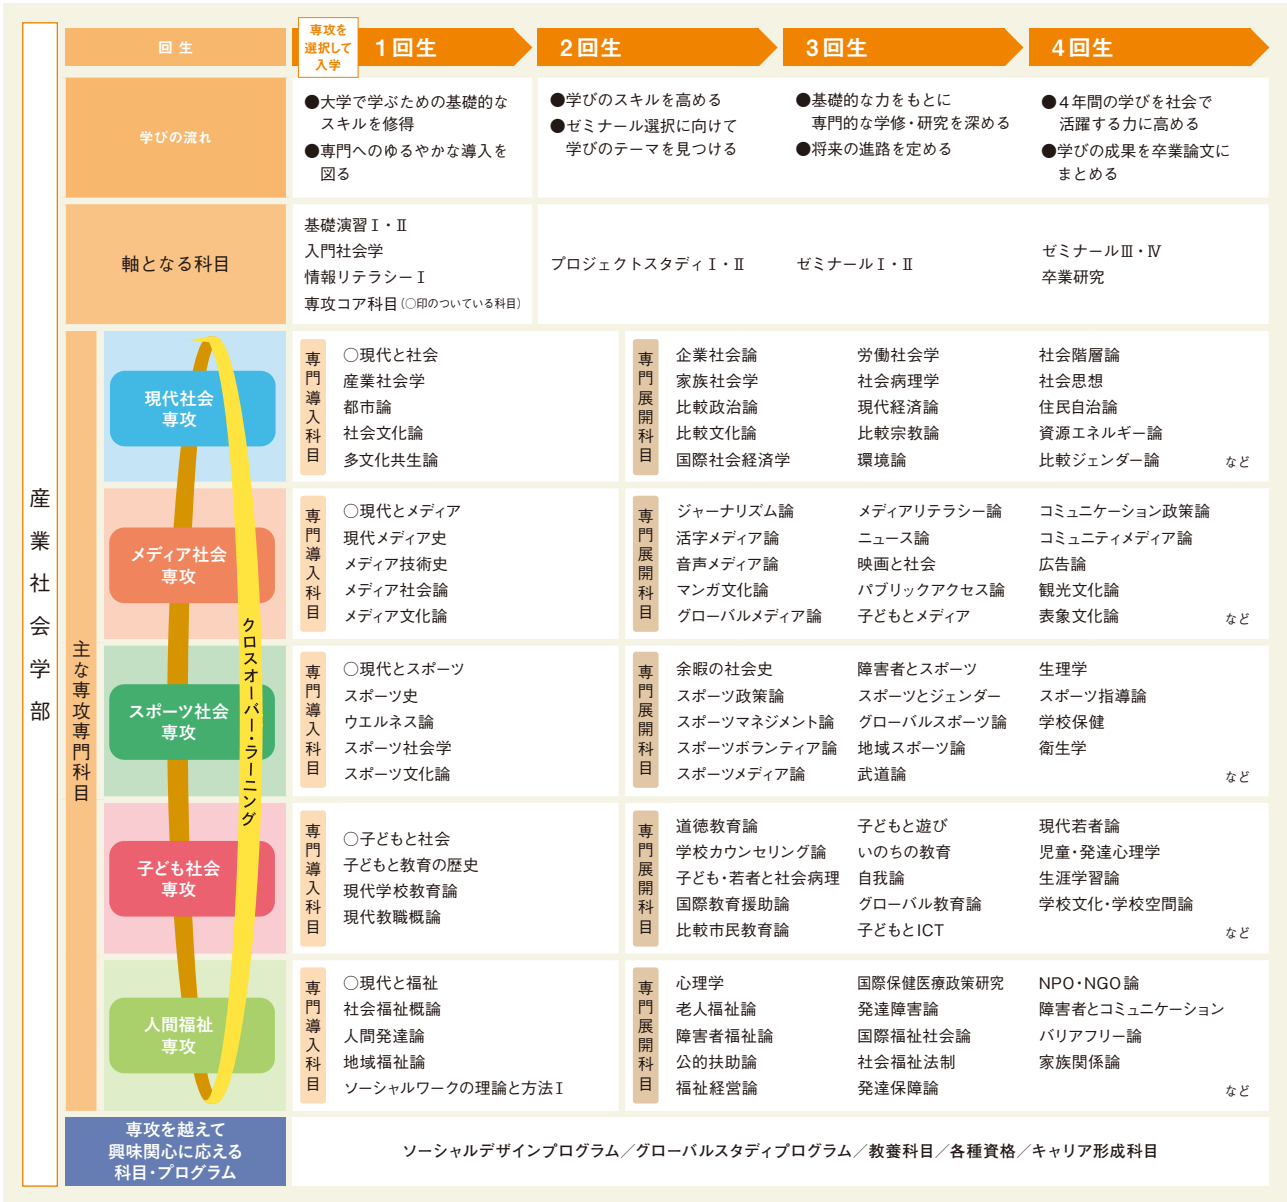 産業社会学部
回生
専攻を
選択して
入学
1回生
2回生
3回生
4回生
学びの流れ
●大学で学ぶための基礎的な
スキルを修得
●専門へのゆるやかな導入を
図る
●学びのスキルを高める
●ゼミナール選択に向けて
学びのテーマを見つける
●基礎的な力をもとに
専門的な学修・研究を深める
●将来の進路を定める
●4年間の学びを社会で
活躍する力に高める
●学びの成果を卒業論文に
まとめる
軸となる科目
基礎演習Ⅰ・Ⅱ
入門社会学
情報リテラシーⅠ
専攻コア科目(○印のついている科目)
プロジェクトスタディⅠ・Ⅱ
ゼミナールⅠ・Ⅱ
ゼミナールⅢ・Ⅳ
卒業研究
主な専攻専門科目
クロスオーバー・ラーニング
現代社会
専攻
専門導入科目
○現代と社会
産業社会学
都市論
社会文化論
多文化共生論
専門展開科目
企業社会論
家族社会学
比較政治論
比較文化論
国際社会経済学
労働社会学
社会病理学
現代経済論
比較宗教論
環境論
社会階層論
社会思想
住民自治論
資源エネルギー論
比較ジェンダー論
など
メディア社会
専攻
専門導入科目
○現代とメディア
現代メディア史
メディア技術史
メディア社会論
メディア文化論
専門展開科目
ジャーナリズム論
活字メディア論
音声メディア論
マンガ文化論
グローバルメディア論
メディアリテラシー論
ニュース論
映画と社会
パブリックアクセス論
子どもとメディア
コミュニケーション政策論
コミュニティメディア論
広告論
観光文化論
表象文化論
など
スポーツ社会
専攻
専門導入科目
○現代とスポーツ
スポーツ史
ウエルネス論
スポーツ社会学
スポーツ文化論
専門展開科目
余暇の社会史
スポーツ政策論
スポーツマネジメント論
スポーツボランティア論
スポーツメディア論
障害者とスポーツ
スポーツとジェンダー
グローバルスポーツ論
地域スポーツ論
武道論
生理学
スポーツ指導論
学校保健
衛生学
など
子ども社会
専攻
専門導入科目
○子どもと社会
子どもと教育の歴史
現代学校教育論
現代教職概論
専門展開科目
道徳教育論
学校カウンセリング論
子ども・若者と社会病理
国際教育援助論
比較市民教育論
子どもと遊び
いのちの教育
自我論
グローバル教育論
子どもとICT
現代若者論
児童・発達心理学
生涯学習論
学校文化・学校空間論
など
人間福祉
専攻
専門導入科目
○現代と福祉
社会福祉概論
人間発達論
地域福祉論
ソーシャルワークの理論と方法Ⅰ
専門展開科目
心理学
老人福祉論
障害者福祉論
公的扶助論
福祉経営論
国際保健医療政策研究
発達障害論
国際福祉社会論
社会福祉法制
発達保障論
NPO・NGO論
障害者とコミュニケーション
バリアフリー論
家族関係論
など
専攻を越えて
興味関心に応える
科目・プログラム
ソーシャルデザインプログラム/グローバルスタディプログラム/教養科目/各種資格/キャリア形成科目